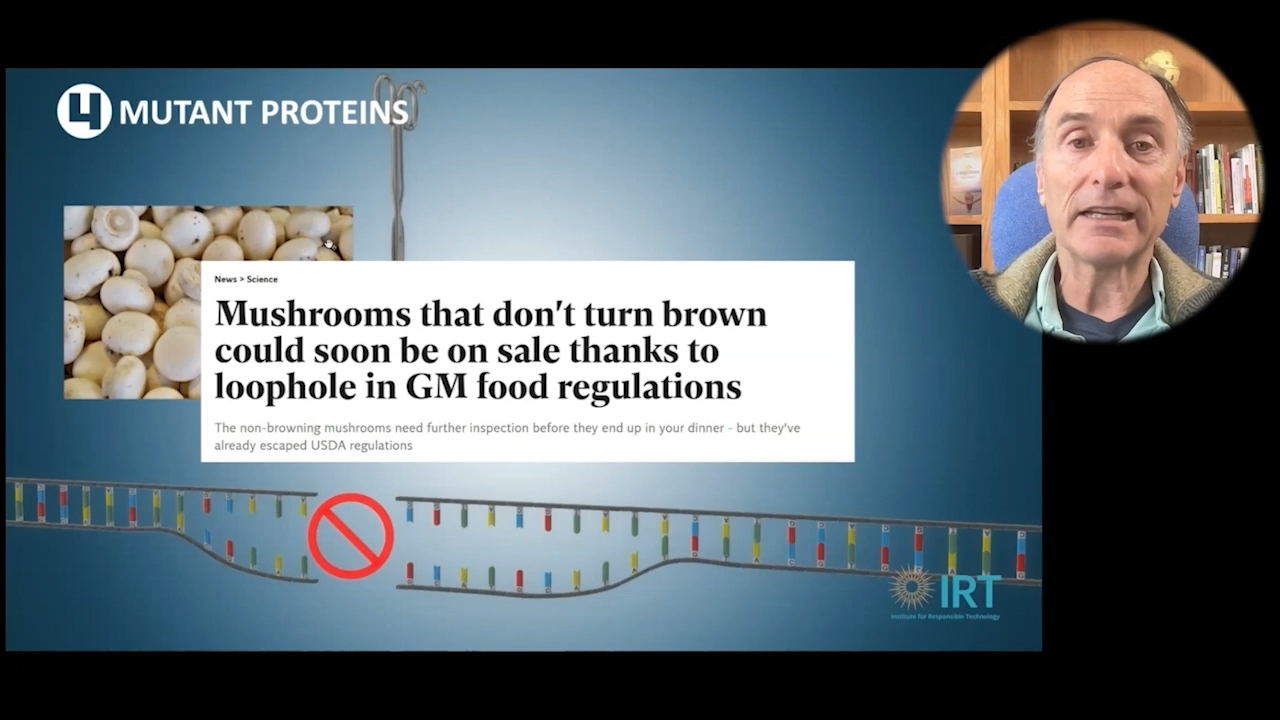 4 MUTANT PROTEINS
News > Science
Mushrooms that don't turn brown
could soon be on sale thanks to
loophole in GM food regulations
The non-browning mushrooms need further inspection before they end up in your dinner - but they've
already escaped USDA regulations
IRT
Institute for Responsible Technology